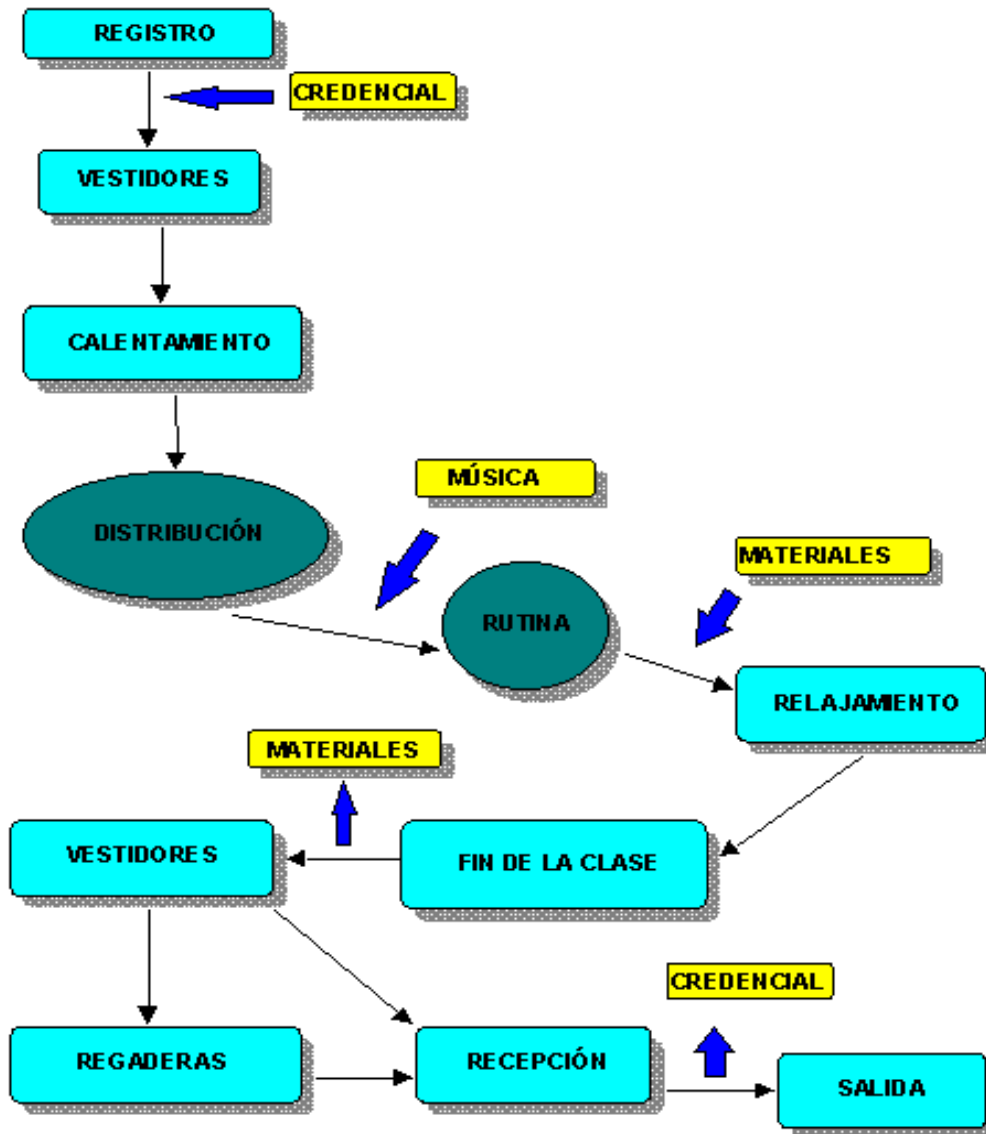 REGISTRO
CREDENCIAL
VESTIDORES
CALENTAMIENTO
MÚSICA
DISTRIBUCIÓN
MATERIALES
RUTINA
RELAJAMIENTO
MATERIALES
VESTIDORES
FIN DE LA CLASE
CREDENCIAL
REGADERAS
RECEPCIÓN
SALIDA